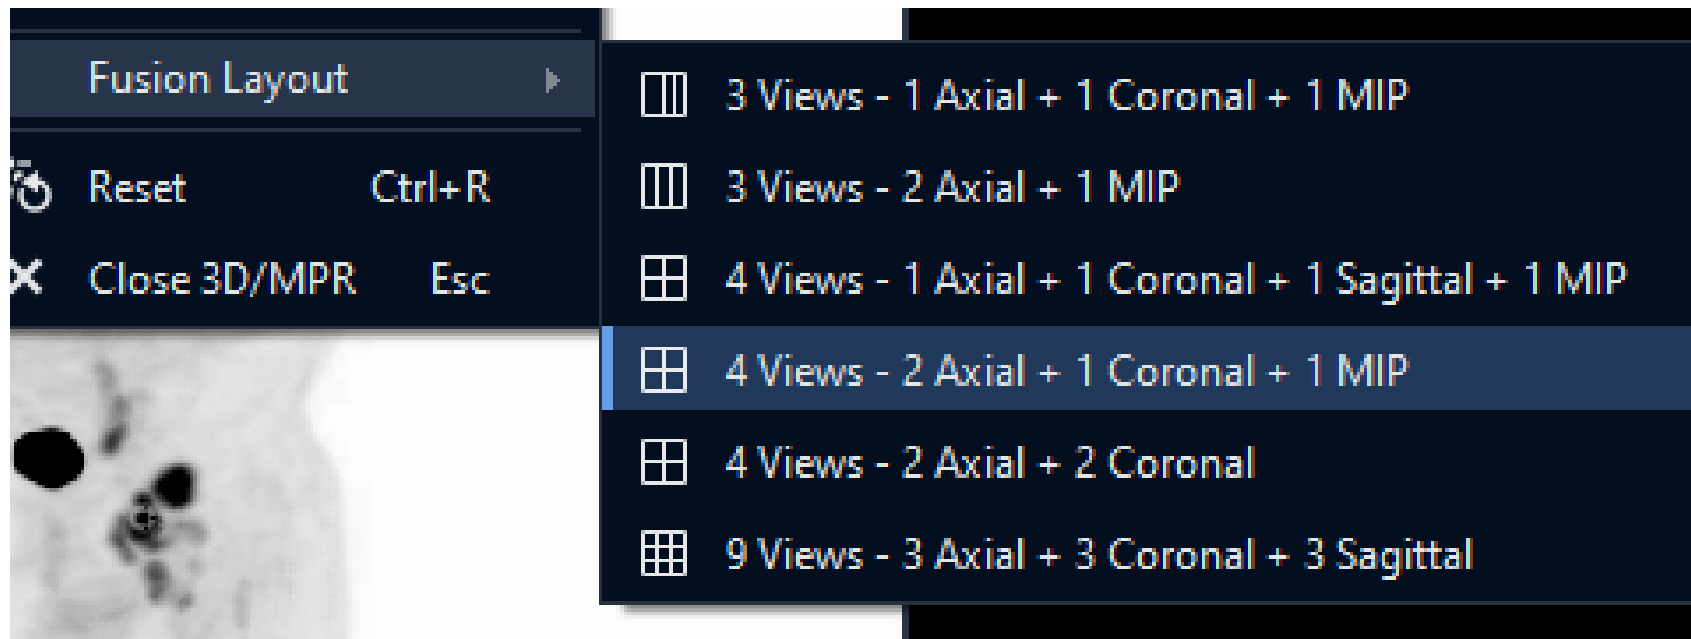 Fusion Layout
Reset Ctrl+R
Close 3D/MPR Esc
3 Views - 1 Axial + 1 Coronal + 1 MIP
3 Views - 2 Axial + 1 MIP
4 Views - 1 Axial + 1 Coronal + 1 Sagittal + 1 MIP
4 Views - 2 Axial + 1 Coronal + 1 MIP
4 Views - 2 Axial + 2 Coronal
9 Views - 3 Axial + 3 Coronal + 3 Sagittal